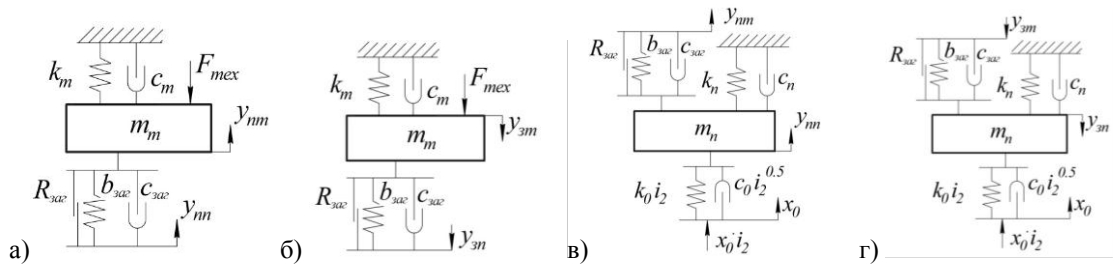 k_m c_m F_тех
m_m y_nm
R_заг b_заг c_заг
y_nn
а)
k_m c_m F_тех
m_m y_зm
R_заг b_заг c_заг
y_зn
б)
y_nm
R_заг b_заг c_заг
k_n c_n
m_n y_nn
k_0 i_2 c_0 i_2^0.5
x_0
x_0·i_2
в)
y_зm
R_заг b_заг c_заг
k_n c_n
m_n y_зn
k_0 i_2 c_0 i_2^0.5
x_0
x_0·i_2
г)